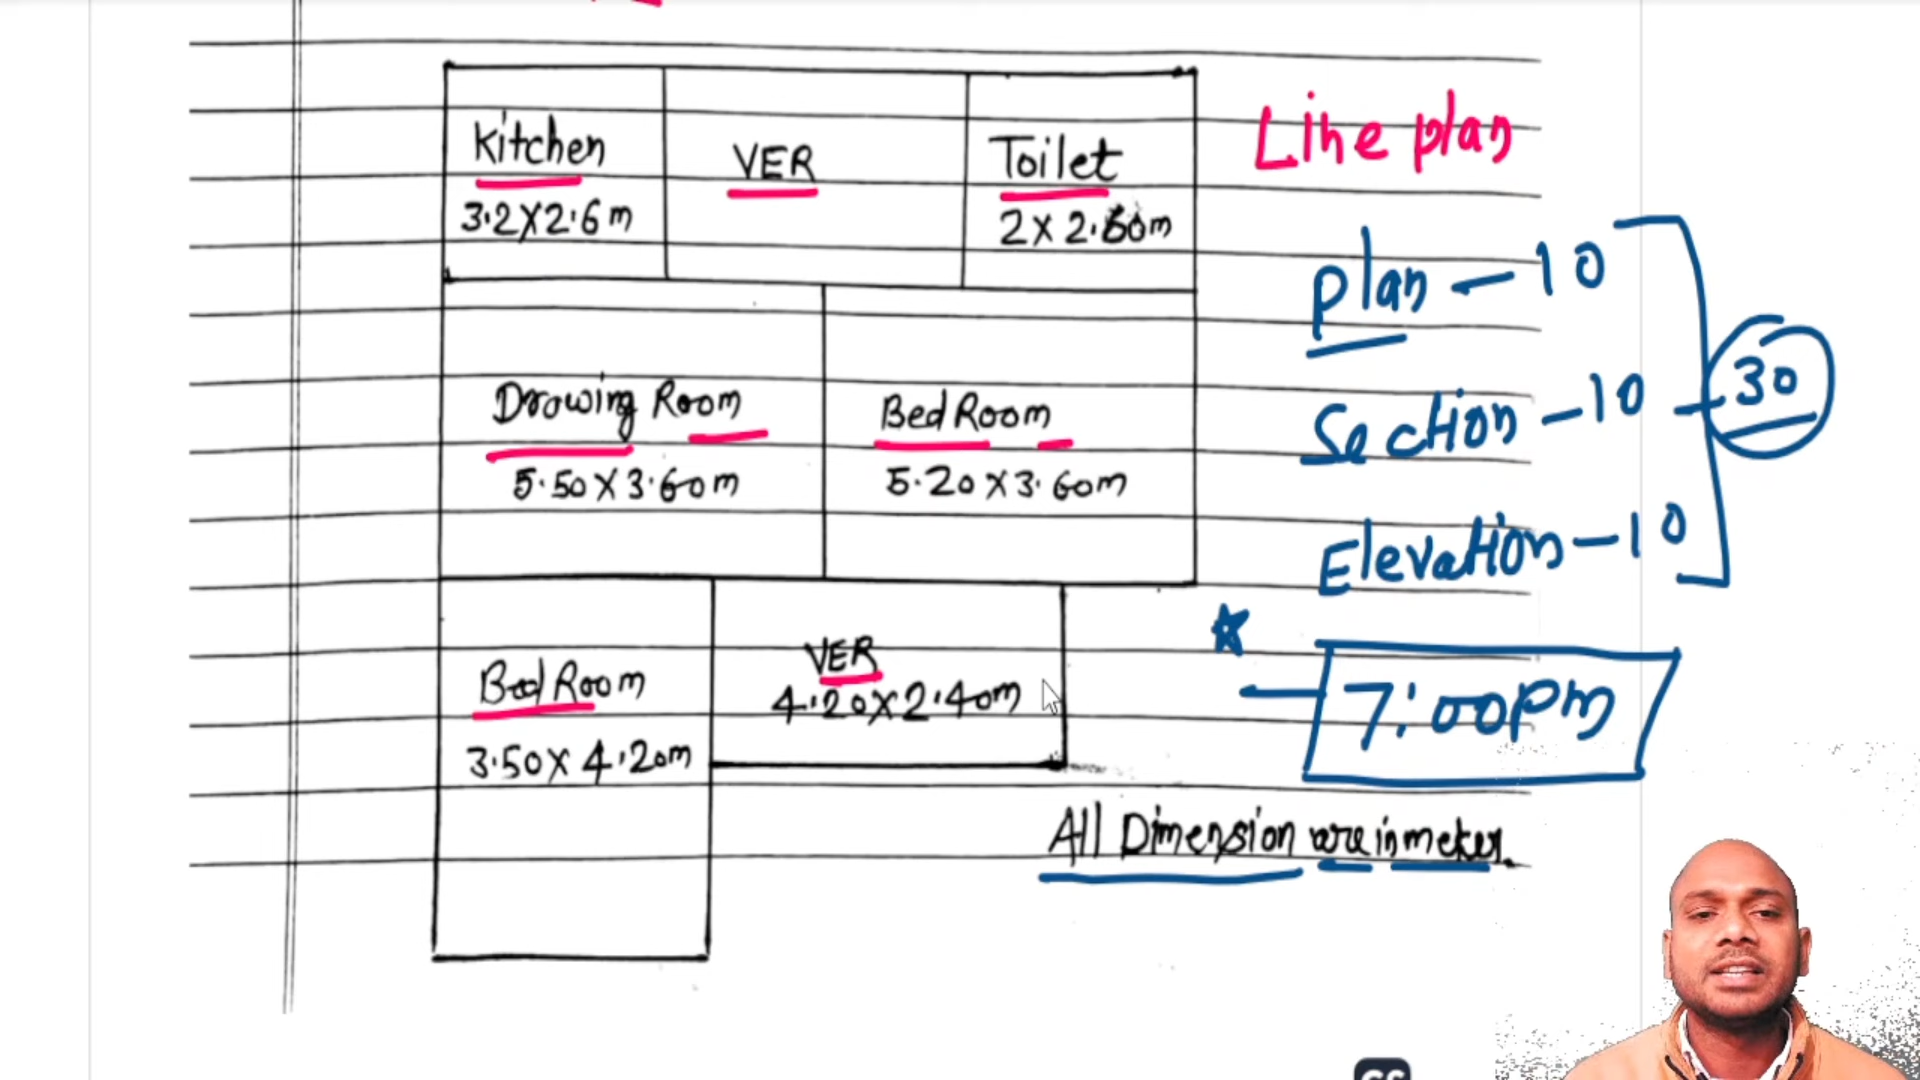 Line plan
Kitchen
3.2X2.6m
VER
Toilet
2X2.60m
Plan - 10
Section - 10
Elevation - 10
30
Drawing Room
5.50X3.60m
Bed Room
5.20X3.60m
Bed Room
3.50X4.20m
VER
4.20X2.40m
7:00pm
All Dimension are in meter.